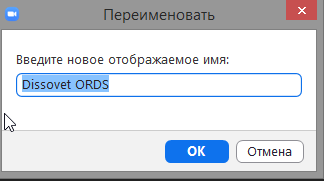 Переименовать
Введите новое отображаемое имя:
Dissovet ORDS
OK
Отмена